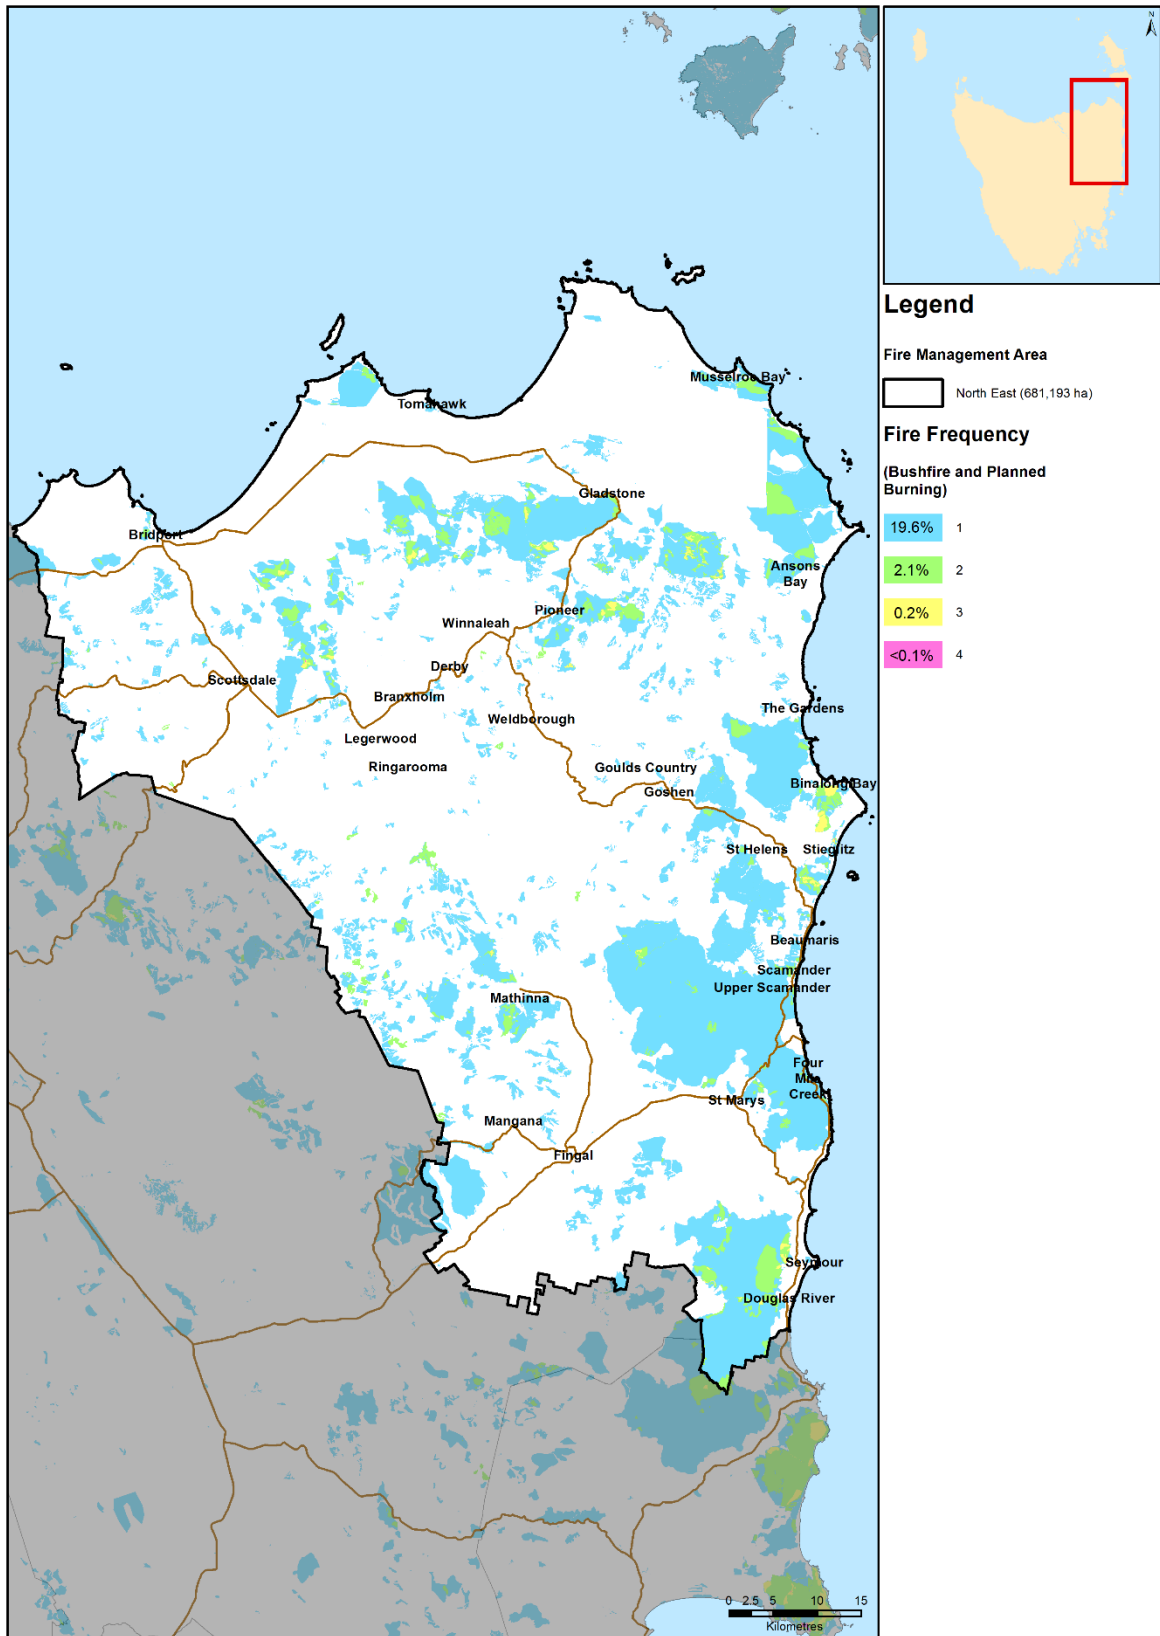 N
Legend
Fire Management Area
North East (681,193 ha)
Fire Frequency
(Bushfire and Planned
Burning)
19.6% 1
2.1% 2
0.2% 3
<0.1% 4
Musselroe Bay
Tomahawk
Gladstone
Bridport
Ansons
Bay
Pioneer
Winnaleah
Derby
Scottsdale
Branxholm
The Gardens
Weldborough
Legerwood
Ringarooma
Goulds Country
Binalong Bay
Goshen
St Helens
Stieglitz
Beaumaris
Scamander
Upper Scamander
Mathinna
Four
Mile
Creek
St Marys
Mangana
Fingal
Seymour
Douglas River
0 2.5 5 10 15
Kilometres